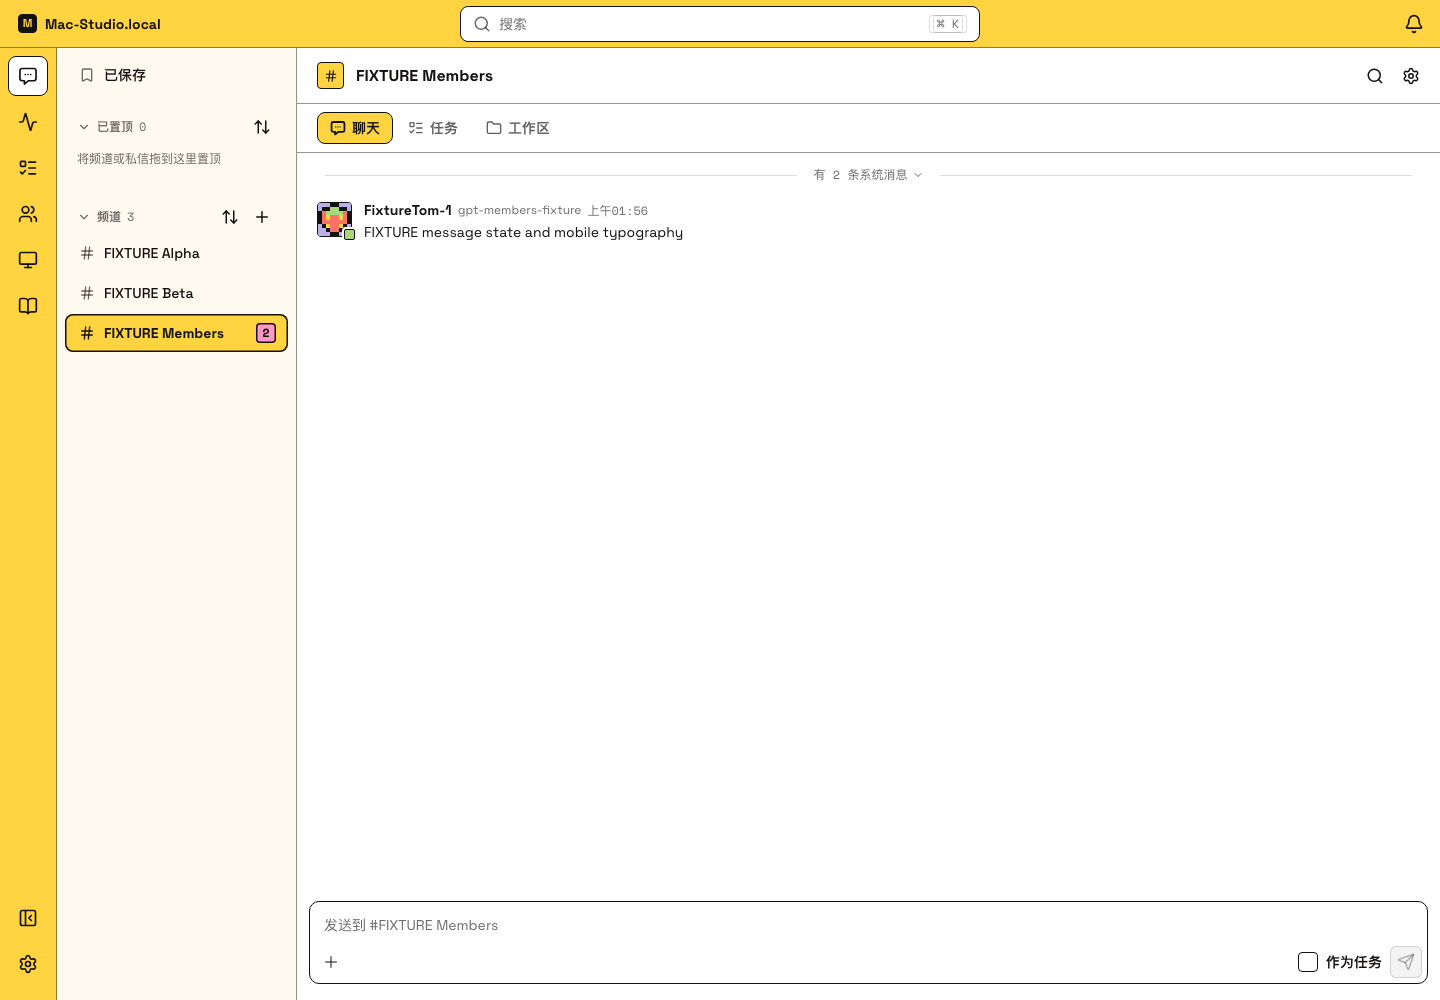 M Mac-Studio.local
搜索
⌘ K
已保存
已置顶 0
将频道或私信拖到这里置顶
频道 3
FIXTURE Alpha
FIXTURE Beta
FIXTURE Members 2
# FIXTURE Members
聊天 任务 工作区
有 2 条系统消息
FixtureTom-1 gpt-members-fixture 上午01:56
FIXTURE message state and mobile typography
发送到 #FIXTURE Members
作为任务